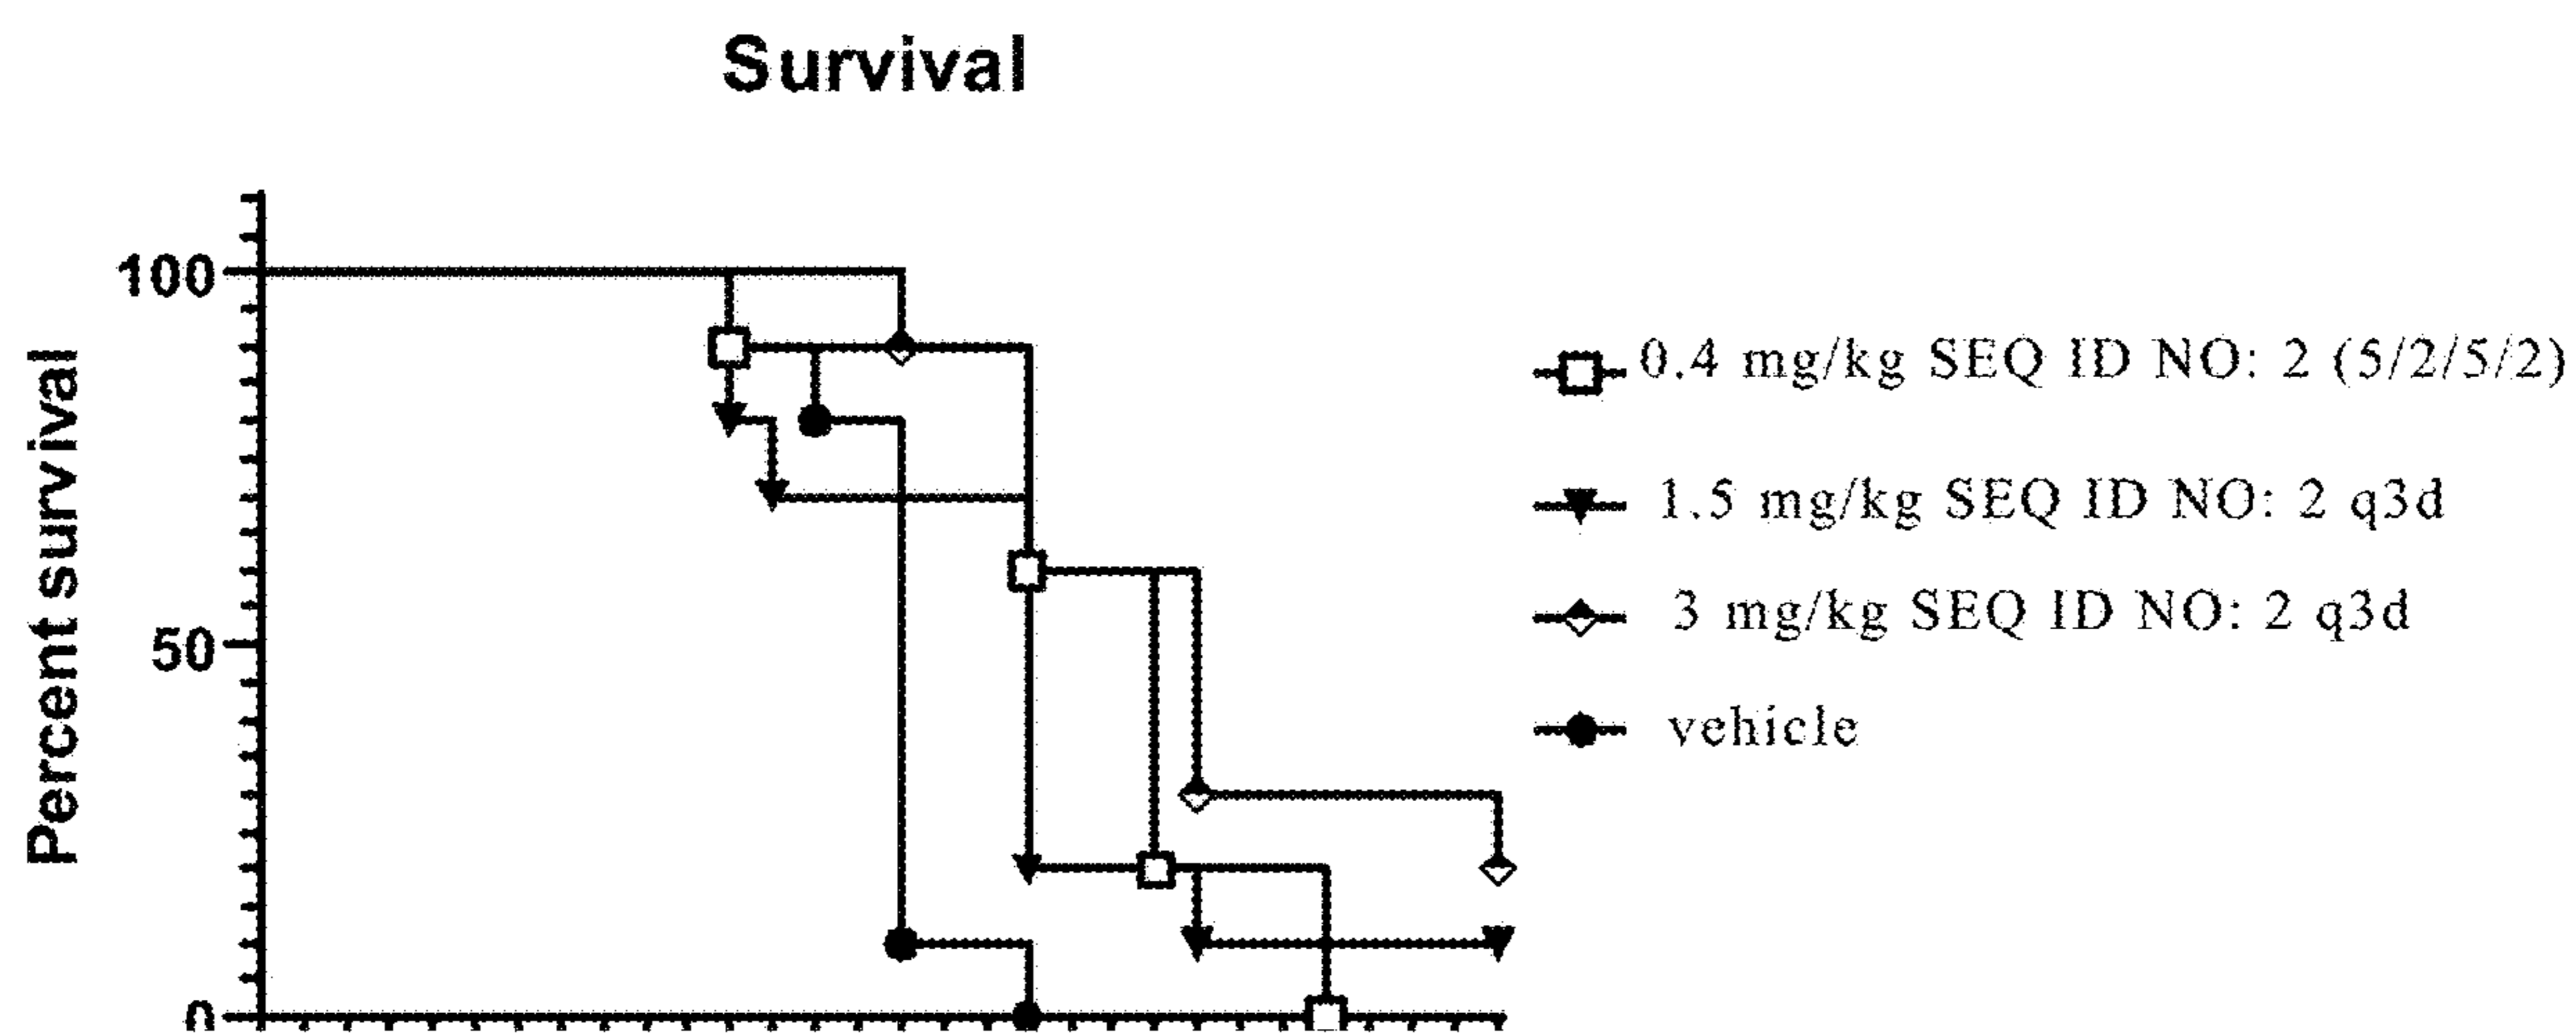 Survival
Percent survival
100
50
0
0.4 mg/kg SEQ ID NO: 2 (5/2/5/2)
1.5 mg/kg SEQ ID NO: 2 q3d
3 mg/kg SEQ ID NO: 2 q3d
vehicle